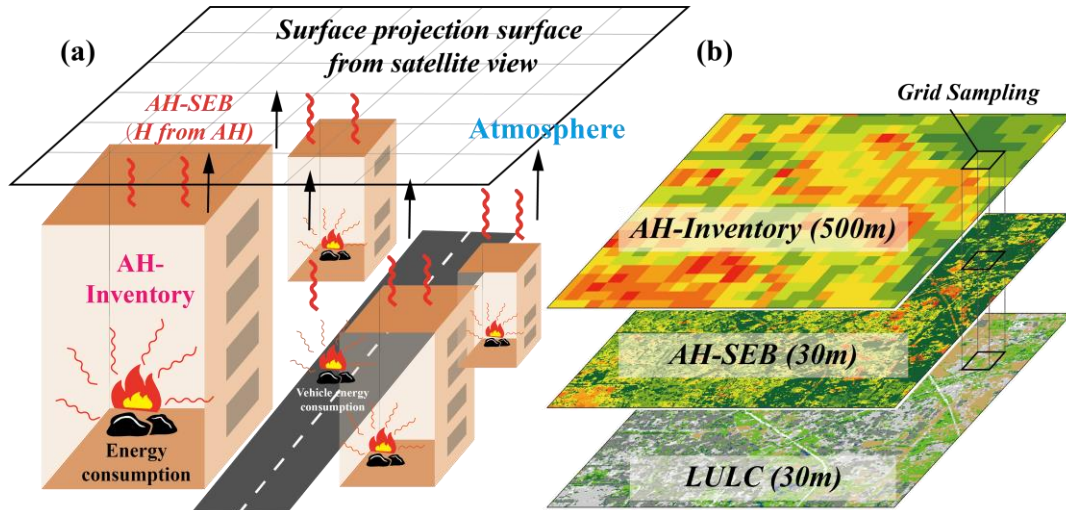 (a)
Surface projection surface
from satellite view
AH-SEB
(H from AH)
Atmosphere
AH-
Inventory
Vehicle energy
consumption
Energy
consumption
(b)
Grid Sampling
AH-Inventory (500m)
AH-SEB (30m)
LULC (30m)